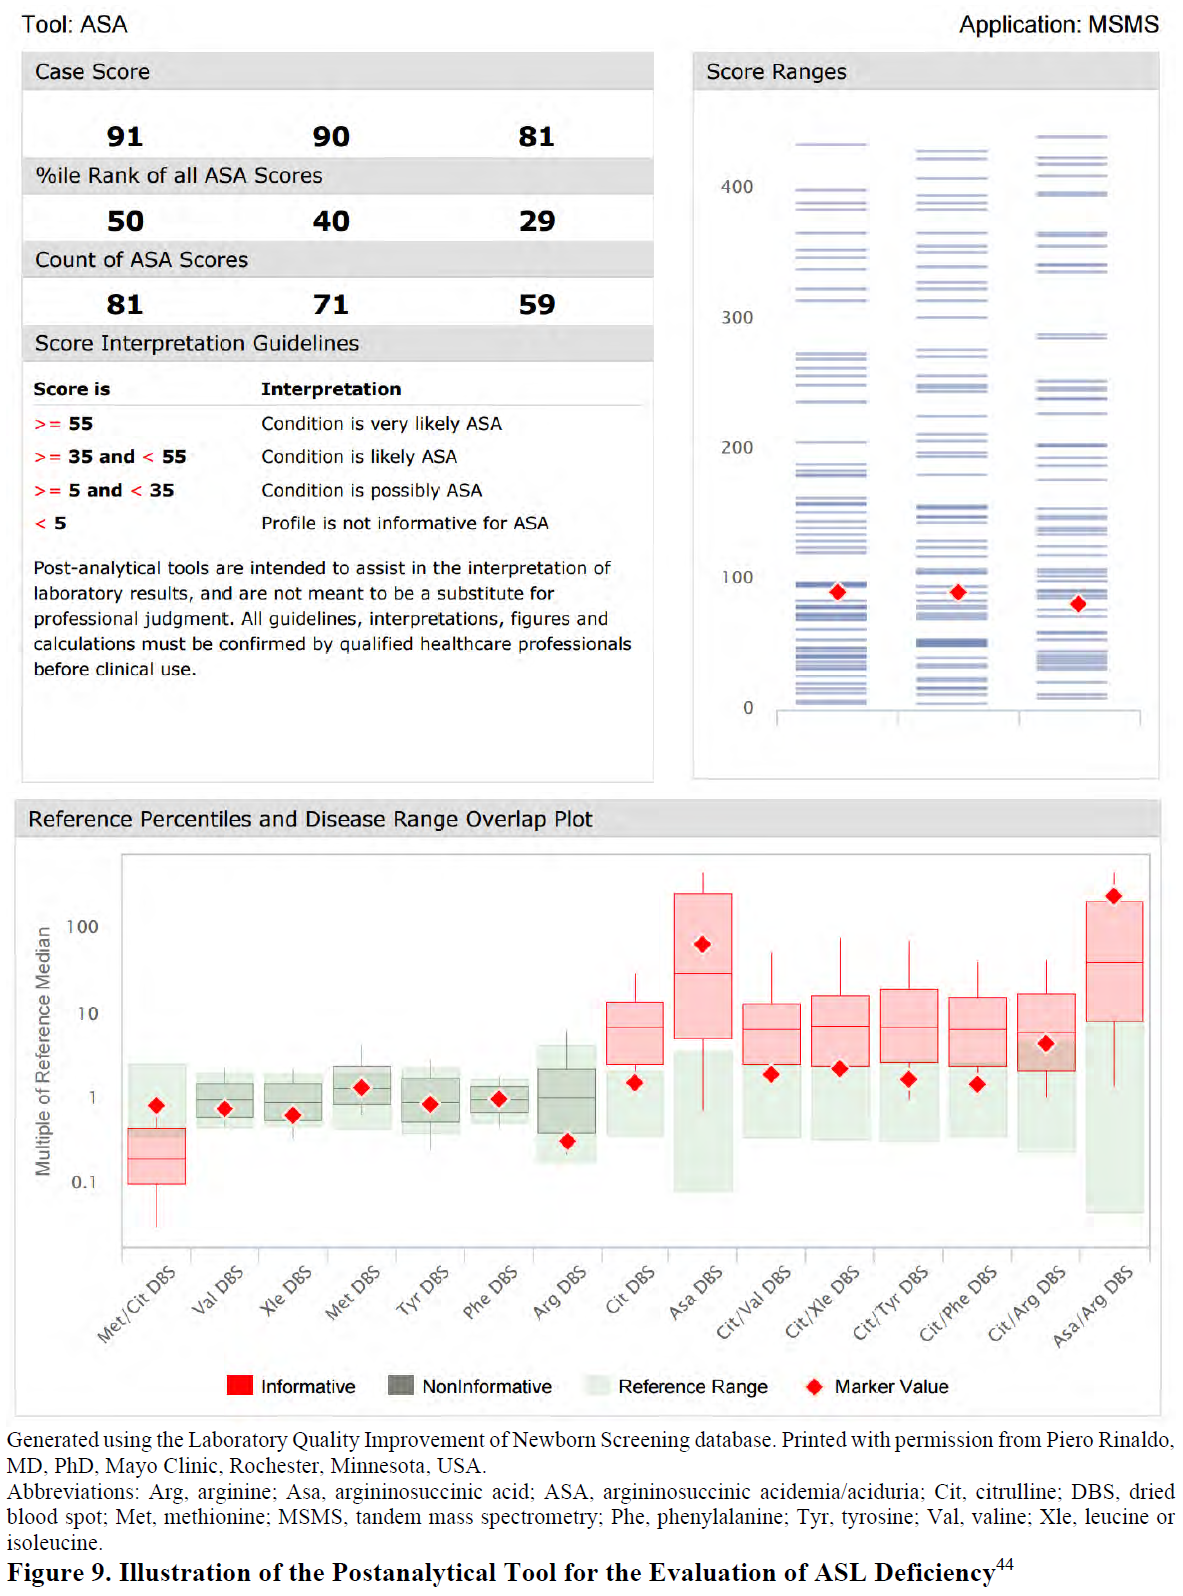 Tool: ASA
Application: MSMS
Case Score
91 90 81
%ile Rank of all ASA Scores
50 40 29
Count of ASA Scores
81 71 59
Score Interpretation Guidelines
Score is Interpretation
>= 55 Condition is very likely ASA
>= 35 and < 55 Condition is likely ASA
>= 5 and < 35 Condition is possibly ASA
< 5 Profile is not informative for ASA
Post-analytical tools are intended to assist in the interpretation of
laboratory results, and are not meant to be a substitute for
professional judgment. All guidelines, interpretations, figures and
calculations must be confirmed by qualified healthcare professionals
before clinical use.
Score Ranges
400
300
200
100
0
Reference Percentiles and Disease Range Overlap Plot
Multiple of Reference Median
100
10
1
0.1
Met/Cit DBS
Val DBS
Xle DBS
Met DBS
Tyr DBS
Phe DBS
Arg DBS
Cit DBS
Asa DBS
Cit/Val DBS
Cit/Xle DBS
Cit/Tyr DBS
Cit/Phe DBS
Cit/Arg DBS
Asa/Arg DBS
Informative NonInformative Reference Range Marker Value
Generated using the Laboratory Quality Improvement of Newborn Screening database. Printed with permission from Piero Rinaldo,
MD, PhD, Mayo Clinic, Rochester, Minnesota, USA.
Abbreviations: Arg, arginine; Asa, argininosuccinic acid; ASA, argininosuccinic acidemia/aciduria; Cit, citrulline; DBS, dried
blood spot; Met, methionine; MSMS, tandem mass spectrometry; Phe, phenylalanine; Tyr, tyrosine; Val, valine; Xle, leucine or
isoleucine.
Figure 9. Illustration of the Postanalytical Tool for the Evaluation of ASL Deficiency44